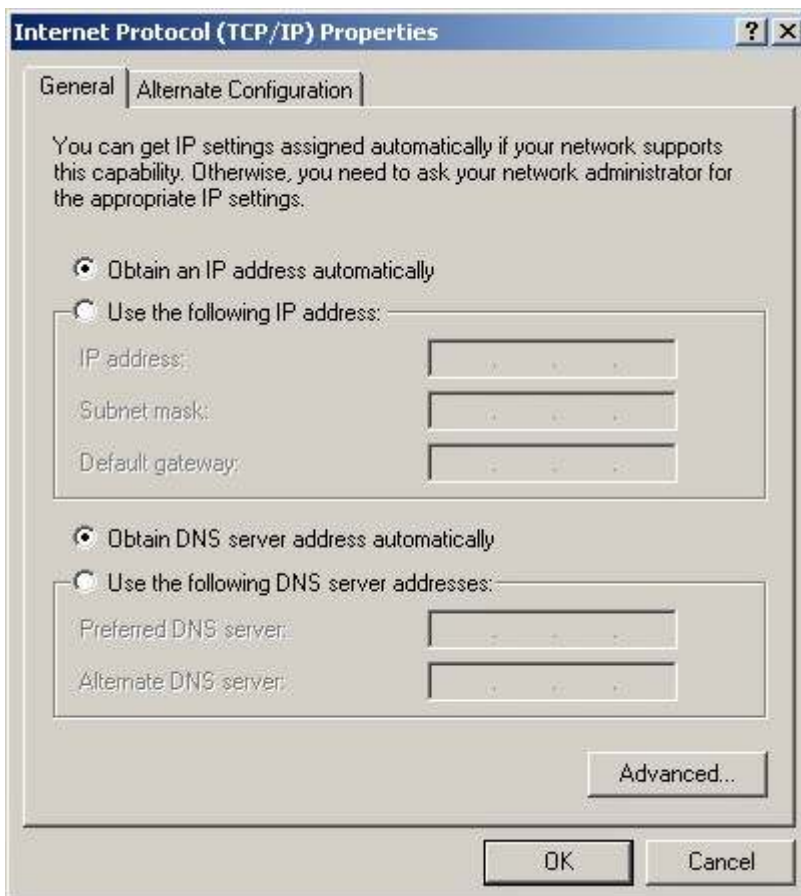 Internet Protocol (TCP/IP) Properties
General
Alternate Configuration
You can get IP settings assigned automatically if your network supports
this capability. Otherwise, you need to ask your network administrator for
the appropriate IP settings.
Obtain an IP address automatically
Use the following IP address:
IP address:
Subnet mask:
Default gateway:
Obtain DNS server address automatically
Use the following DNS server addresses:
Preferred DNS server:
Alternate DNS server:
Advanced...
OK
Cancel